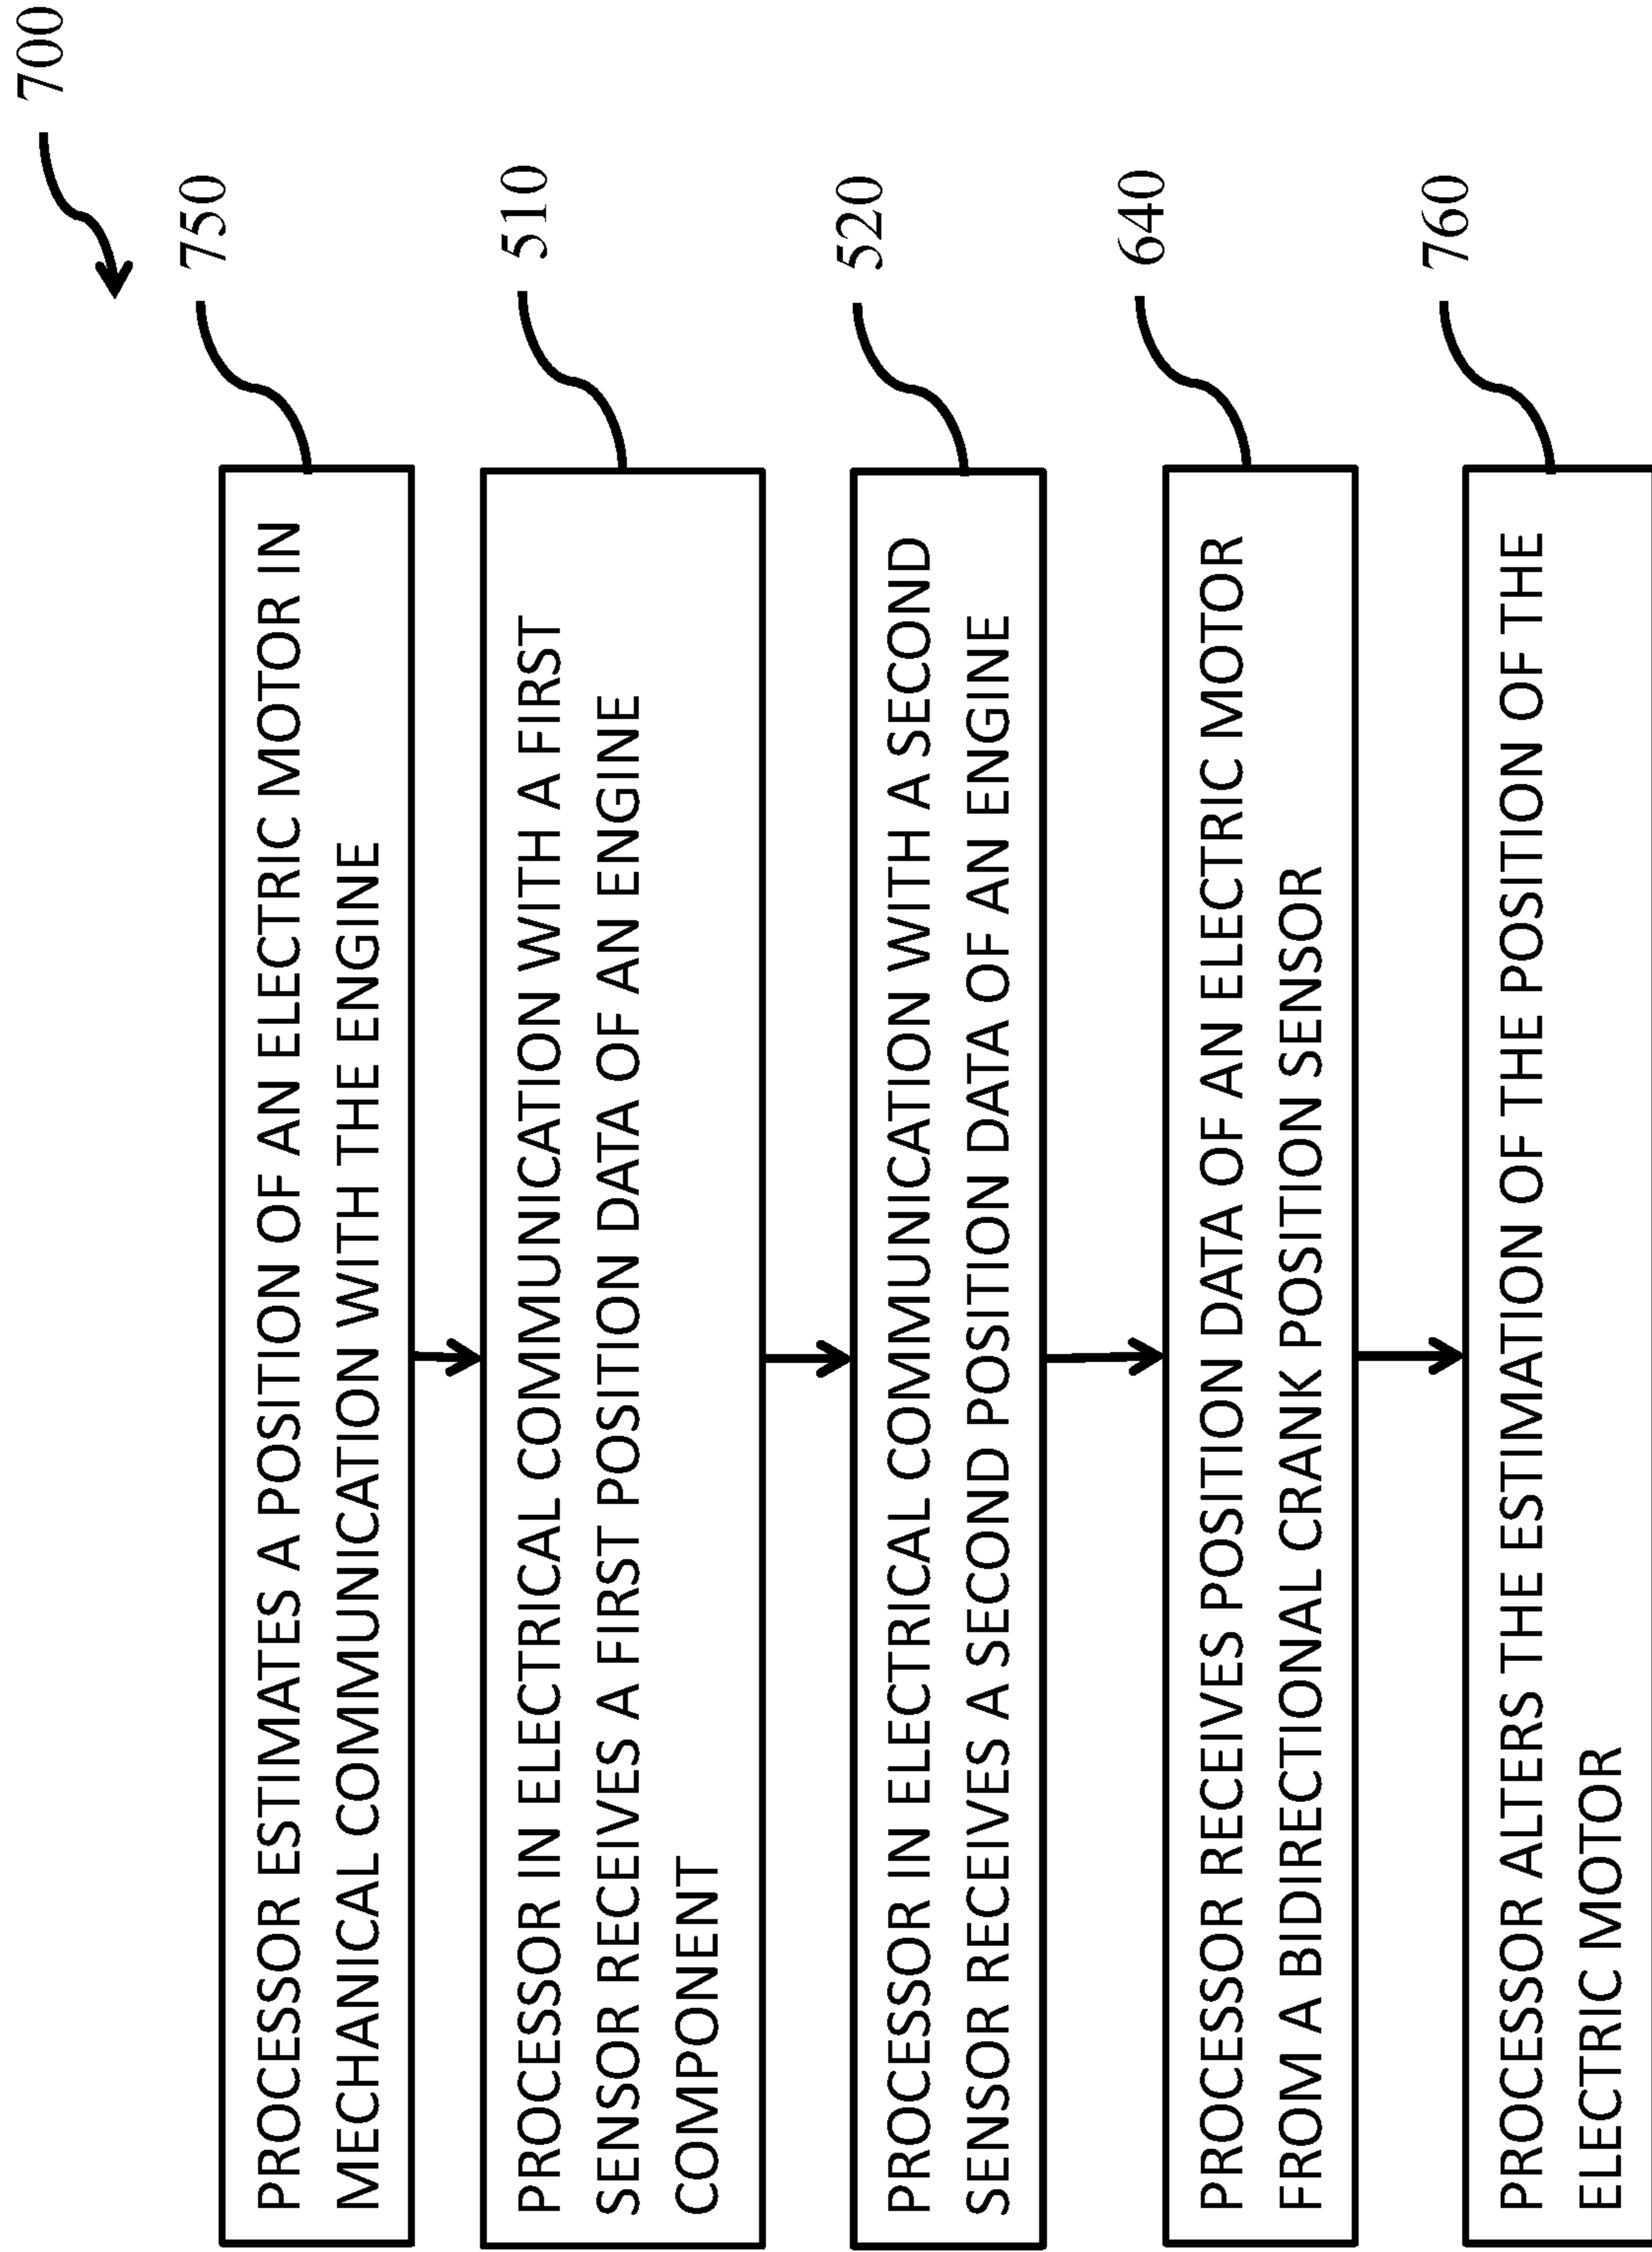 700
750
PROCESSOR ESTIMATES A POSITION OF AN ELECTRIC MOTOR IN
MECHANICAL COMMUNICATION WITH THE ENGINE
510
PROCESSOR IN ELECTRICAL COMMUNICATION WITH A FIRST
SENSOR RECEIVES A FIRST POSITION DATA OF AN ENGINE
COMPONENT
520
PROCESSOR IN ELECTRICAL COMMUNICATION WITH A SECOND
SENSOR RECEIVES A SECOND POSITION DATA OF AN ENGINE
640
PROCESSOR RECEIVES POSITION DATA OF AN ELECTRIC MOTOR
FROM A BIDIRECTIONAL CRANK POSITION SENSOR
760
PROCESSOR ALTERS THE ESTIMATION OF THE POSITION OF THE
ELECTRIC MOTOR